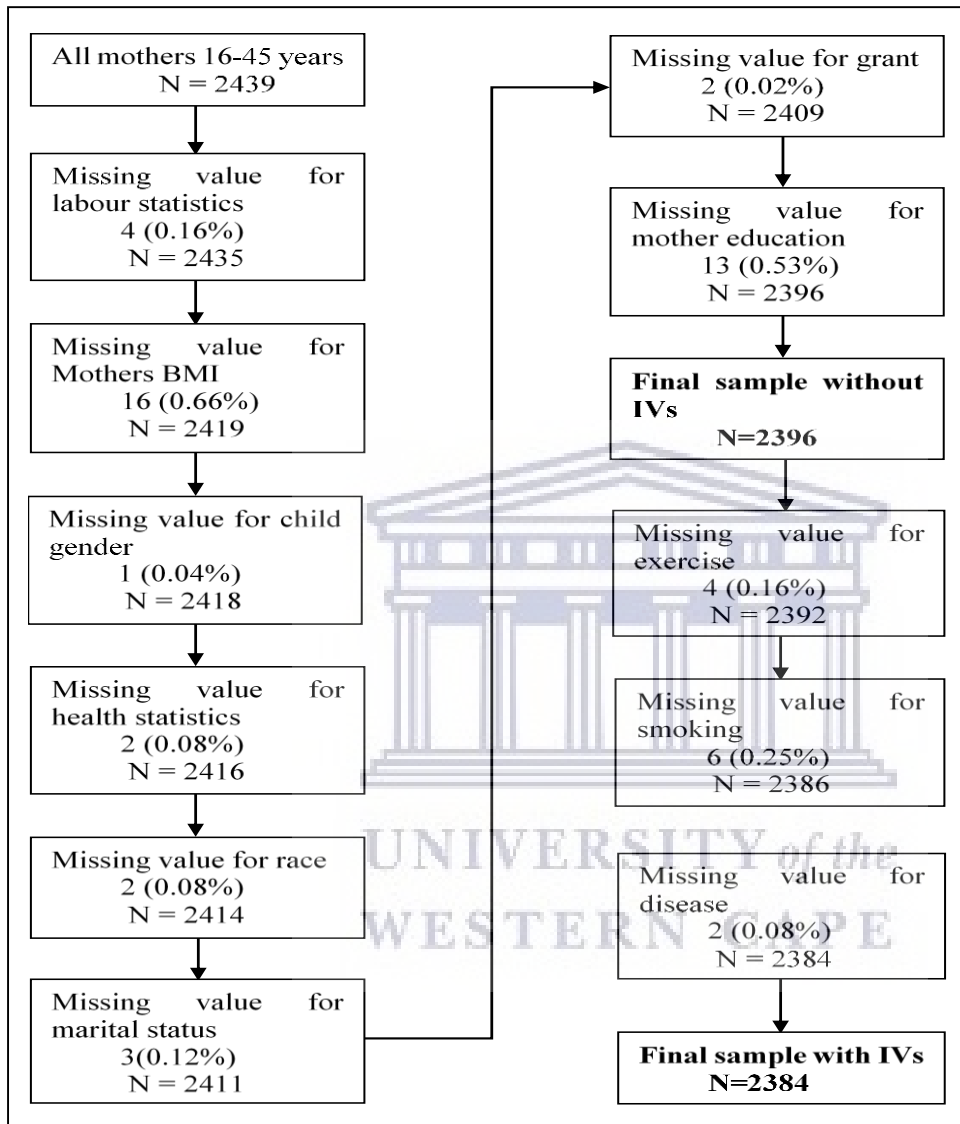 All mothers 16-45 years
N = 2439
Missing value for
labour statistics
4 (0.16%)
N = 2435
Missing value for
Mothers BMI
16 (0.66%)
N = 2419
Missing value for child
gender
1 (0.04%)
N = 2418
Missing value for
health statistics
2 (0.08%)
N = 2416
Missing value for race
2 (0.08%)
N = 2414
Missing value for
marital status
3(0.12%)
N = 2411
Missing value for grant
2 (0.02%)
N = 2409
Missing value for
mother education
13 (0.53%)
N = 2396
Final sample without
IVs
N=2396
Missing value for
exercise
4 (0.16%)
N = 2392
Missing value for
smoking
6 (0.25%)
N = 2386
Missing value for
disease
2 (0.08%)
N = 2384
Final sample with IVs
N=2384
UNIVERSITY of the
WESTERN CAPE